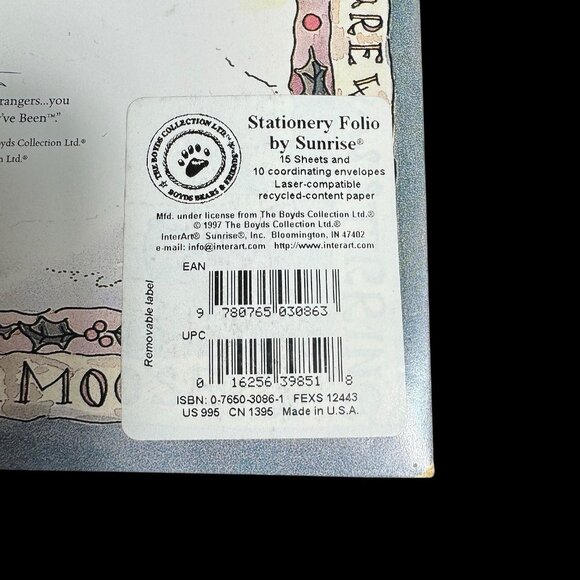 ARE
rangers...you
've Been™."
yds Collection Ltd.®
n Ltd.®
THE BOYDS COLLECTION LTD.™
BOYDS BEARS &
Stationery Folio
by Sunrise®
15 Sheets and
10 coordinating envelopes
Laser-compatible
recycled-content paper
Mfd. under license from The Boyds Collection Ltd.®
© 1997 The Boyds Collection Ltd.®
InterArt® Sunrise®, Inc. Bloomington, IN 47402
e-mail: info@interart.com http://www.interart.com
Removable label
EAN
9 780765 030863
UPC
0 16256 39851 8
ISBN: 0-7650-3086-1 FEXS 12443
US 995 CN 1395 Made in U.S.A.
MOO